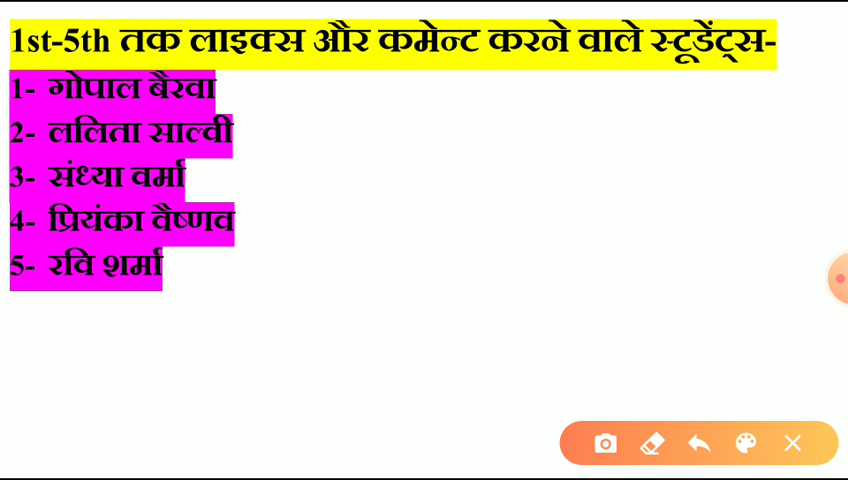 1st-5th तक लाइक्स और कमेन्ट करने वाले स्टूडेंट्स-
1- गोपाल बैरवा
2- ललिता साल्वी
3- संध्या वर्मा
4- प्रियंका वैष्णव
5- रवि शर्मा